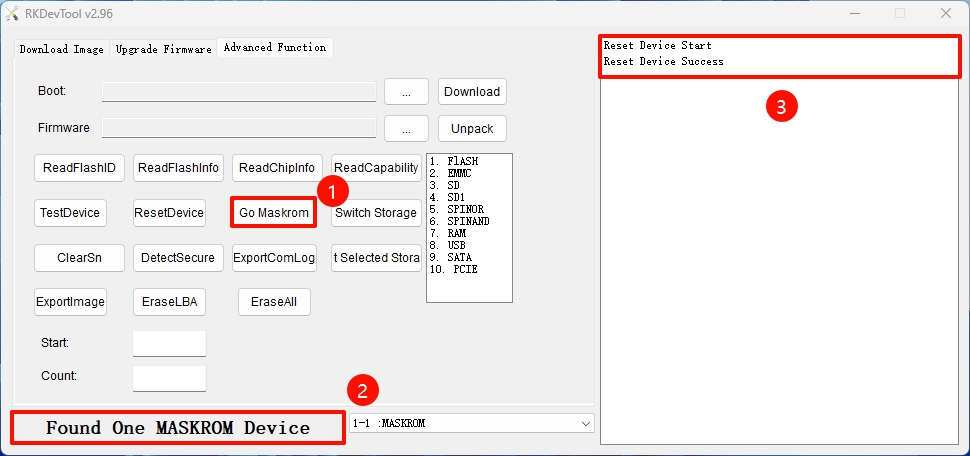 RKDevTool v2.96
Download Image Upgrade Firmware Advanced Function
Boot: ... Download
Firmware ... Unpack
ReadFlashID ReadFlashInfo ReadChipInfo ReadCapability
1
TestDevice ResetDevice Go Maskrom Switch Storage
ClearSn DetectSecure ExportComLog t Selected Stora
ExportImage EraseLBA EraseAll
1. FlASH
2. EMMC
3. SD
4. SD1
5. SPINOR
6. SPINAND
7. RAM
8. USB
9. SATA
10. PCIE
Start:
Count:
2
Found One MASKROM Device 1-1 :MASKROM
Reset Device Start
Reset Device Success
3